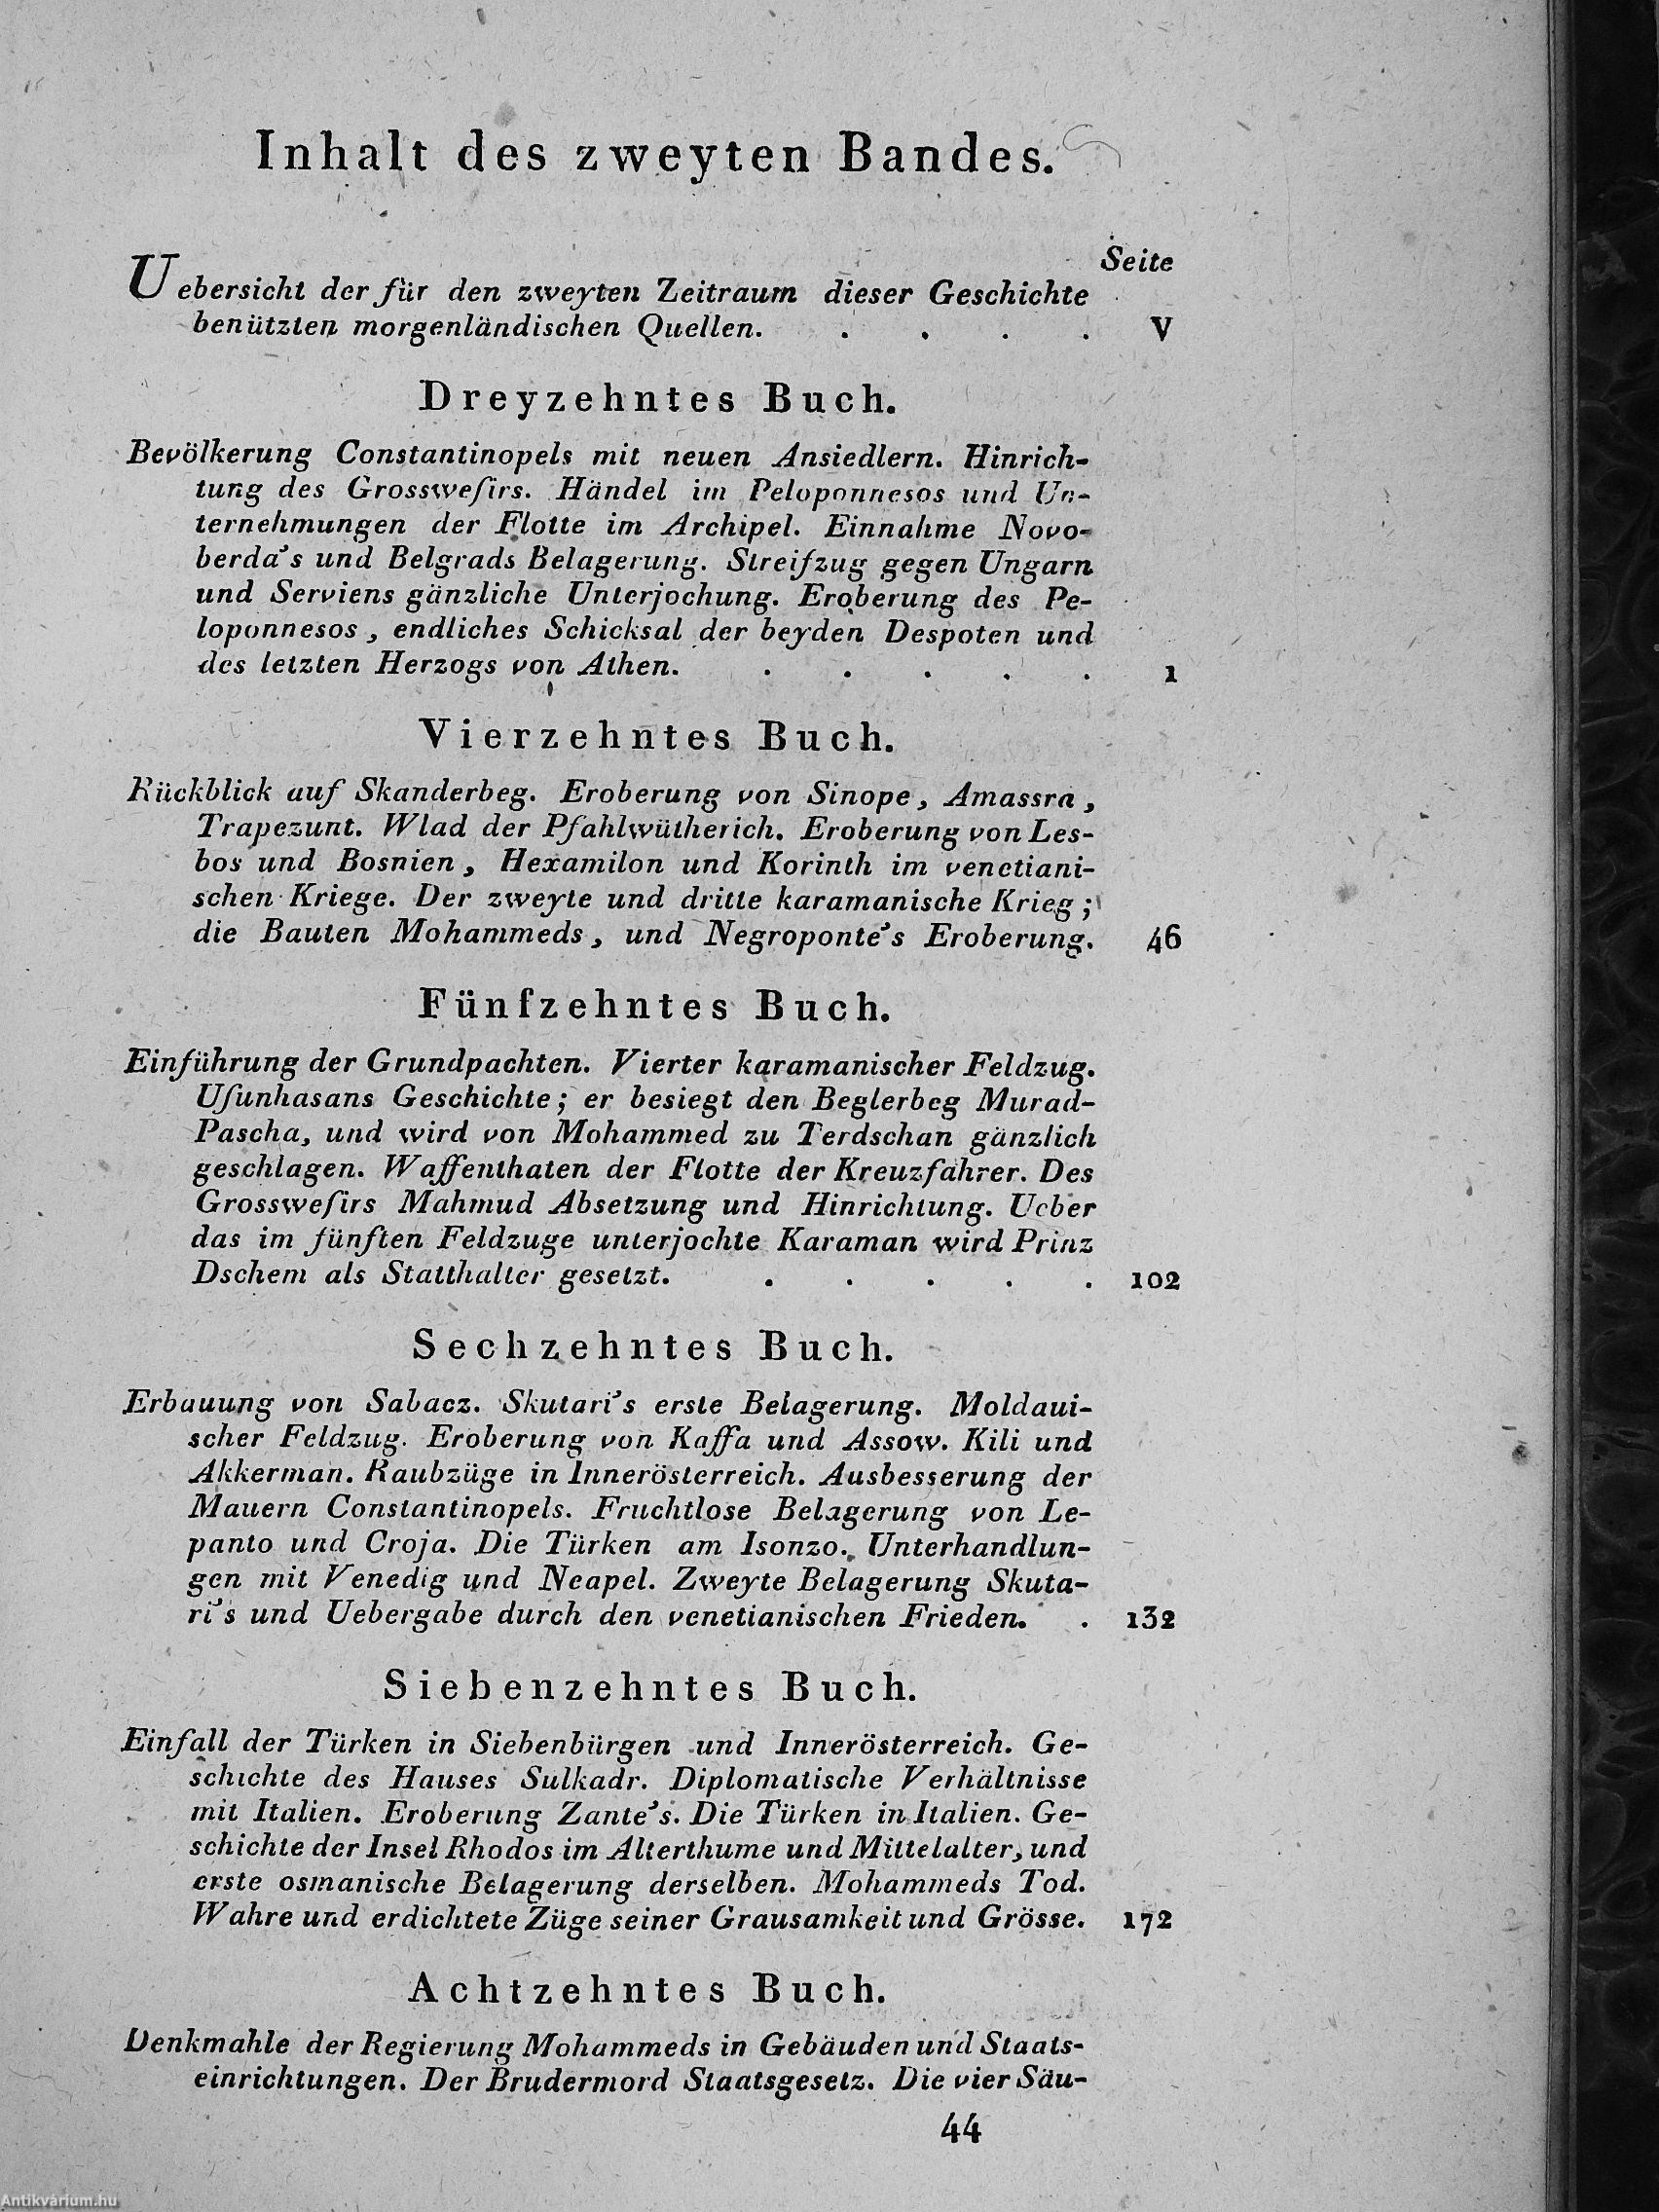 Inhalt des zweyten Bandes.
Seite
Uebersicht der für den zweyten Zeitraum dieser Geschichte
benützten morgenländischen Quellen. . . . . V
Dreyzehntes Buch.
Bevölkerung Constantinopels mit neuen Ansiedlern. Hinrich-
tung des Grossweſirs. Händel im Peloponnesos und Un-
ternehmungen der Flotte im Archipel. Einnahme Novo-
berda's und Belgrads Belagerung. Streifzug gegen Ungarn
und Serviens gänzliche Unterjochung. Eroberung des Pe-
loponnesos, endliches Schicksal der beyden Despoten und
des letzten Herzogs von Athen. . . . . . 1
Vierzehntes Buch.
Rückblick auf Skanderbeg. Eroberung von Sinope, Amassra,
Trapezunt. Wlad der Pfahlwütherich. Eroberung von Les-
bos und Bosnien, Hexamilon und Korinth im venetiani-
schen Kriege. Der zweyte und dritte karamanische Krieg;
die Bauten Mohammeds, und Negroponte's Eroberung. 46
Fünfzehntes Buch.
Einführung der Grundpachten. Vierter karamanischer Feldzug.
Uſunhasans Geschichte; er besiegt den Beglerbeg Murad-
Pascha, und wird von Mohammed zu Terdschan gänzlich
geschlagen. Waffenthaten der Flotte der Kreuzfahrer. Des
Grossweſirs Mahmud Absetzung und Hinrichtung. Ueber
das im fünften Feldzuge unterjochte Karaman wird Prinz
Dschem als Statthalter gesetzt. . . . . . 102
Sechzehntes Buch.
Erbauung von Sabacz. Skutari's erste Belagerung. Moldaui-
scher Feldzug. Eroberung von Kaffa und Assow. Kili und
Akkerman. Raubzüge in Innerösterreich. Ausbesserung der
Mauern Constantinopels. Fruchtlose Belagerung von Le-
panto und Croja. Die Türken am Isonzo. Unterhandlun-
gen mit Venedig und Neapel. Zweyte Belagerung Skuta-
ri's und Uebergabe durch den venetianischen Frieden. . 132
Siebenzehntes Buch.
Einfall der Türken in Siebenbürgen und Innerösterreich. Ge-
schichte des Hauses Sulkadr. Diplomatische Verhältnisse
mit Italien. Eroberung Zante's. Die Türken in Italien. Ge-
schichte der Insel Rhodos im Alterthume und Mittelalter, und
erste osmanische Belagerung derselben. Mohammeds Tod.
Wahre und erdichtete Züge seiner Grausamkeit und Grösse. 172
Achtzehntes Buch.
Denkmahle der Regierung Mohammeds in Gebäuden und Staats-
einrichtungen. Der Brudermord Staatsgesetz. Die vier Säu-
44
Antikvárium.hu